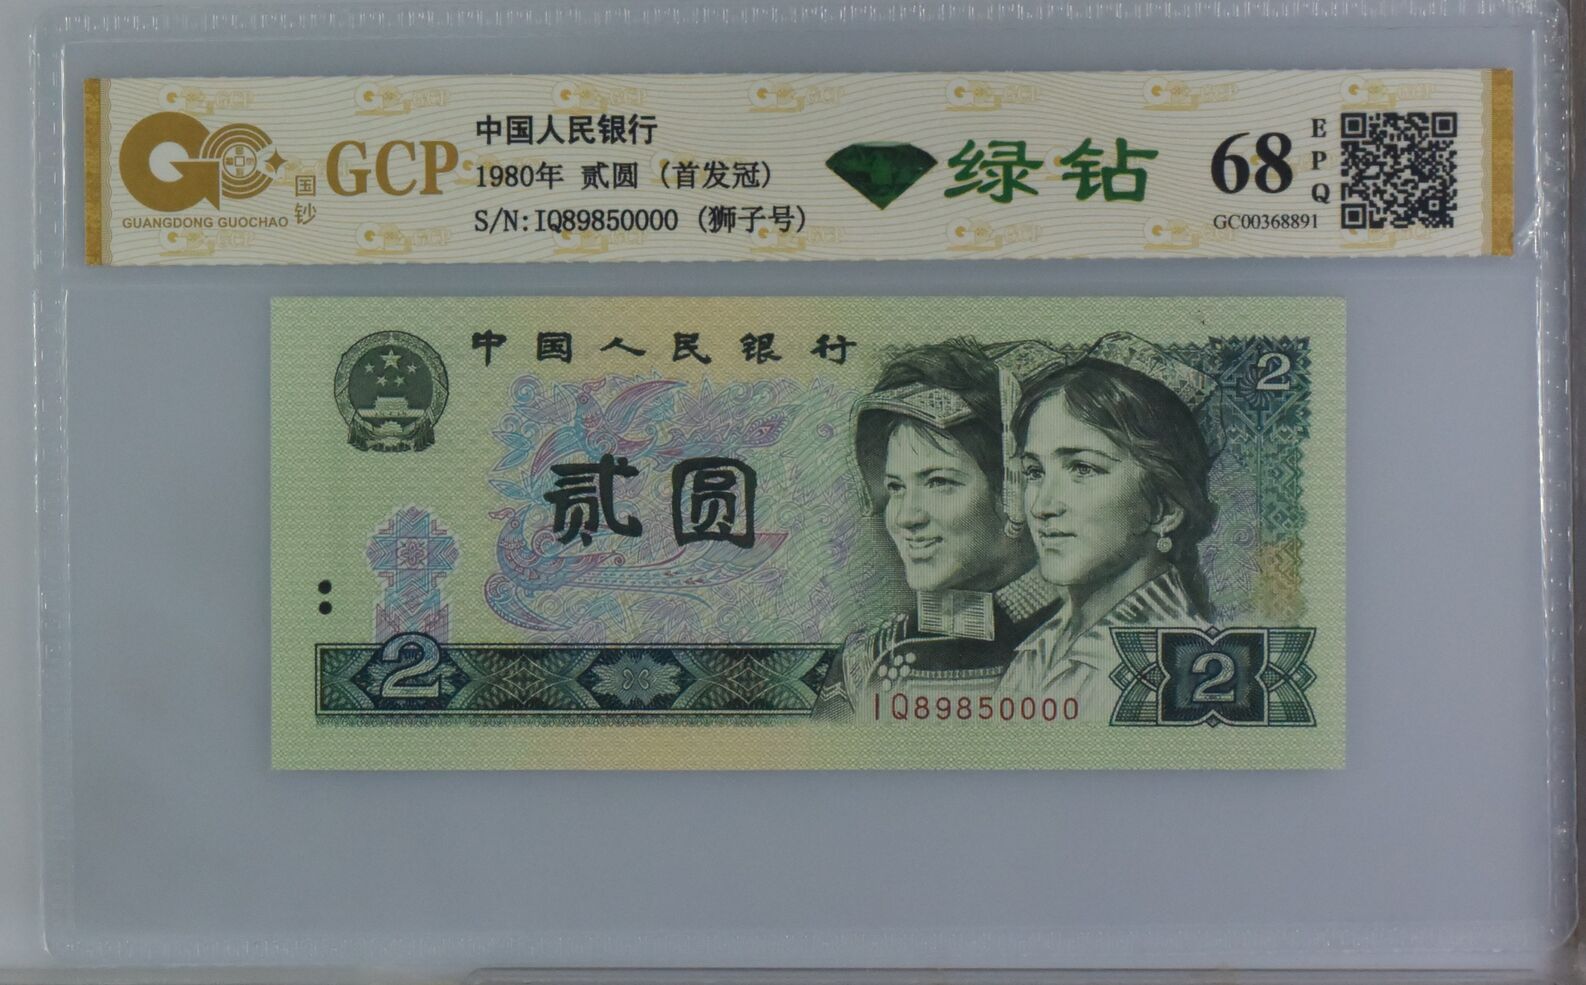 GUANGDONG GUOCHAO
国钞
GCP
中国人民银行
1980年 贰圆 (首发冠)
S/N:IQ89850000 (狮子号)
绿钻
68
EPQ
GC00368891
中国人民银行
2
贰圆
2
IQ89850000
2